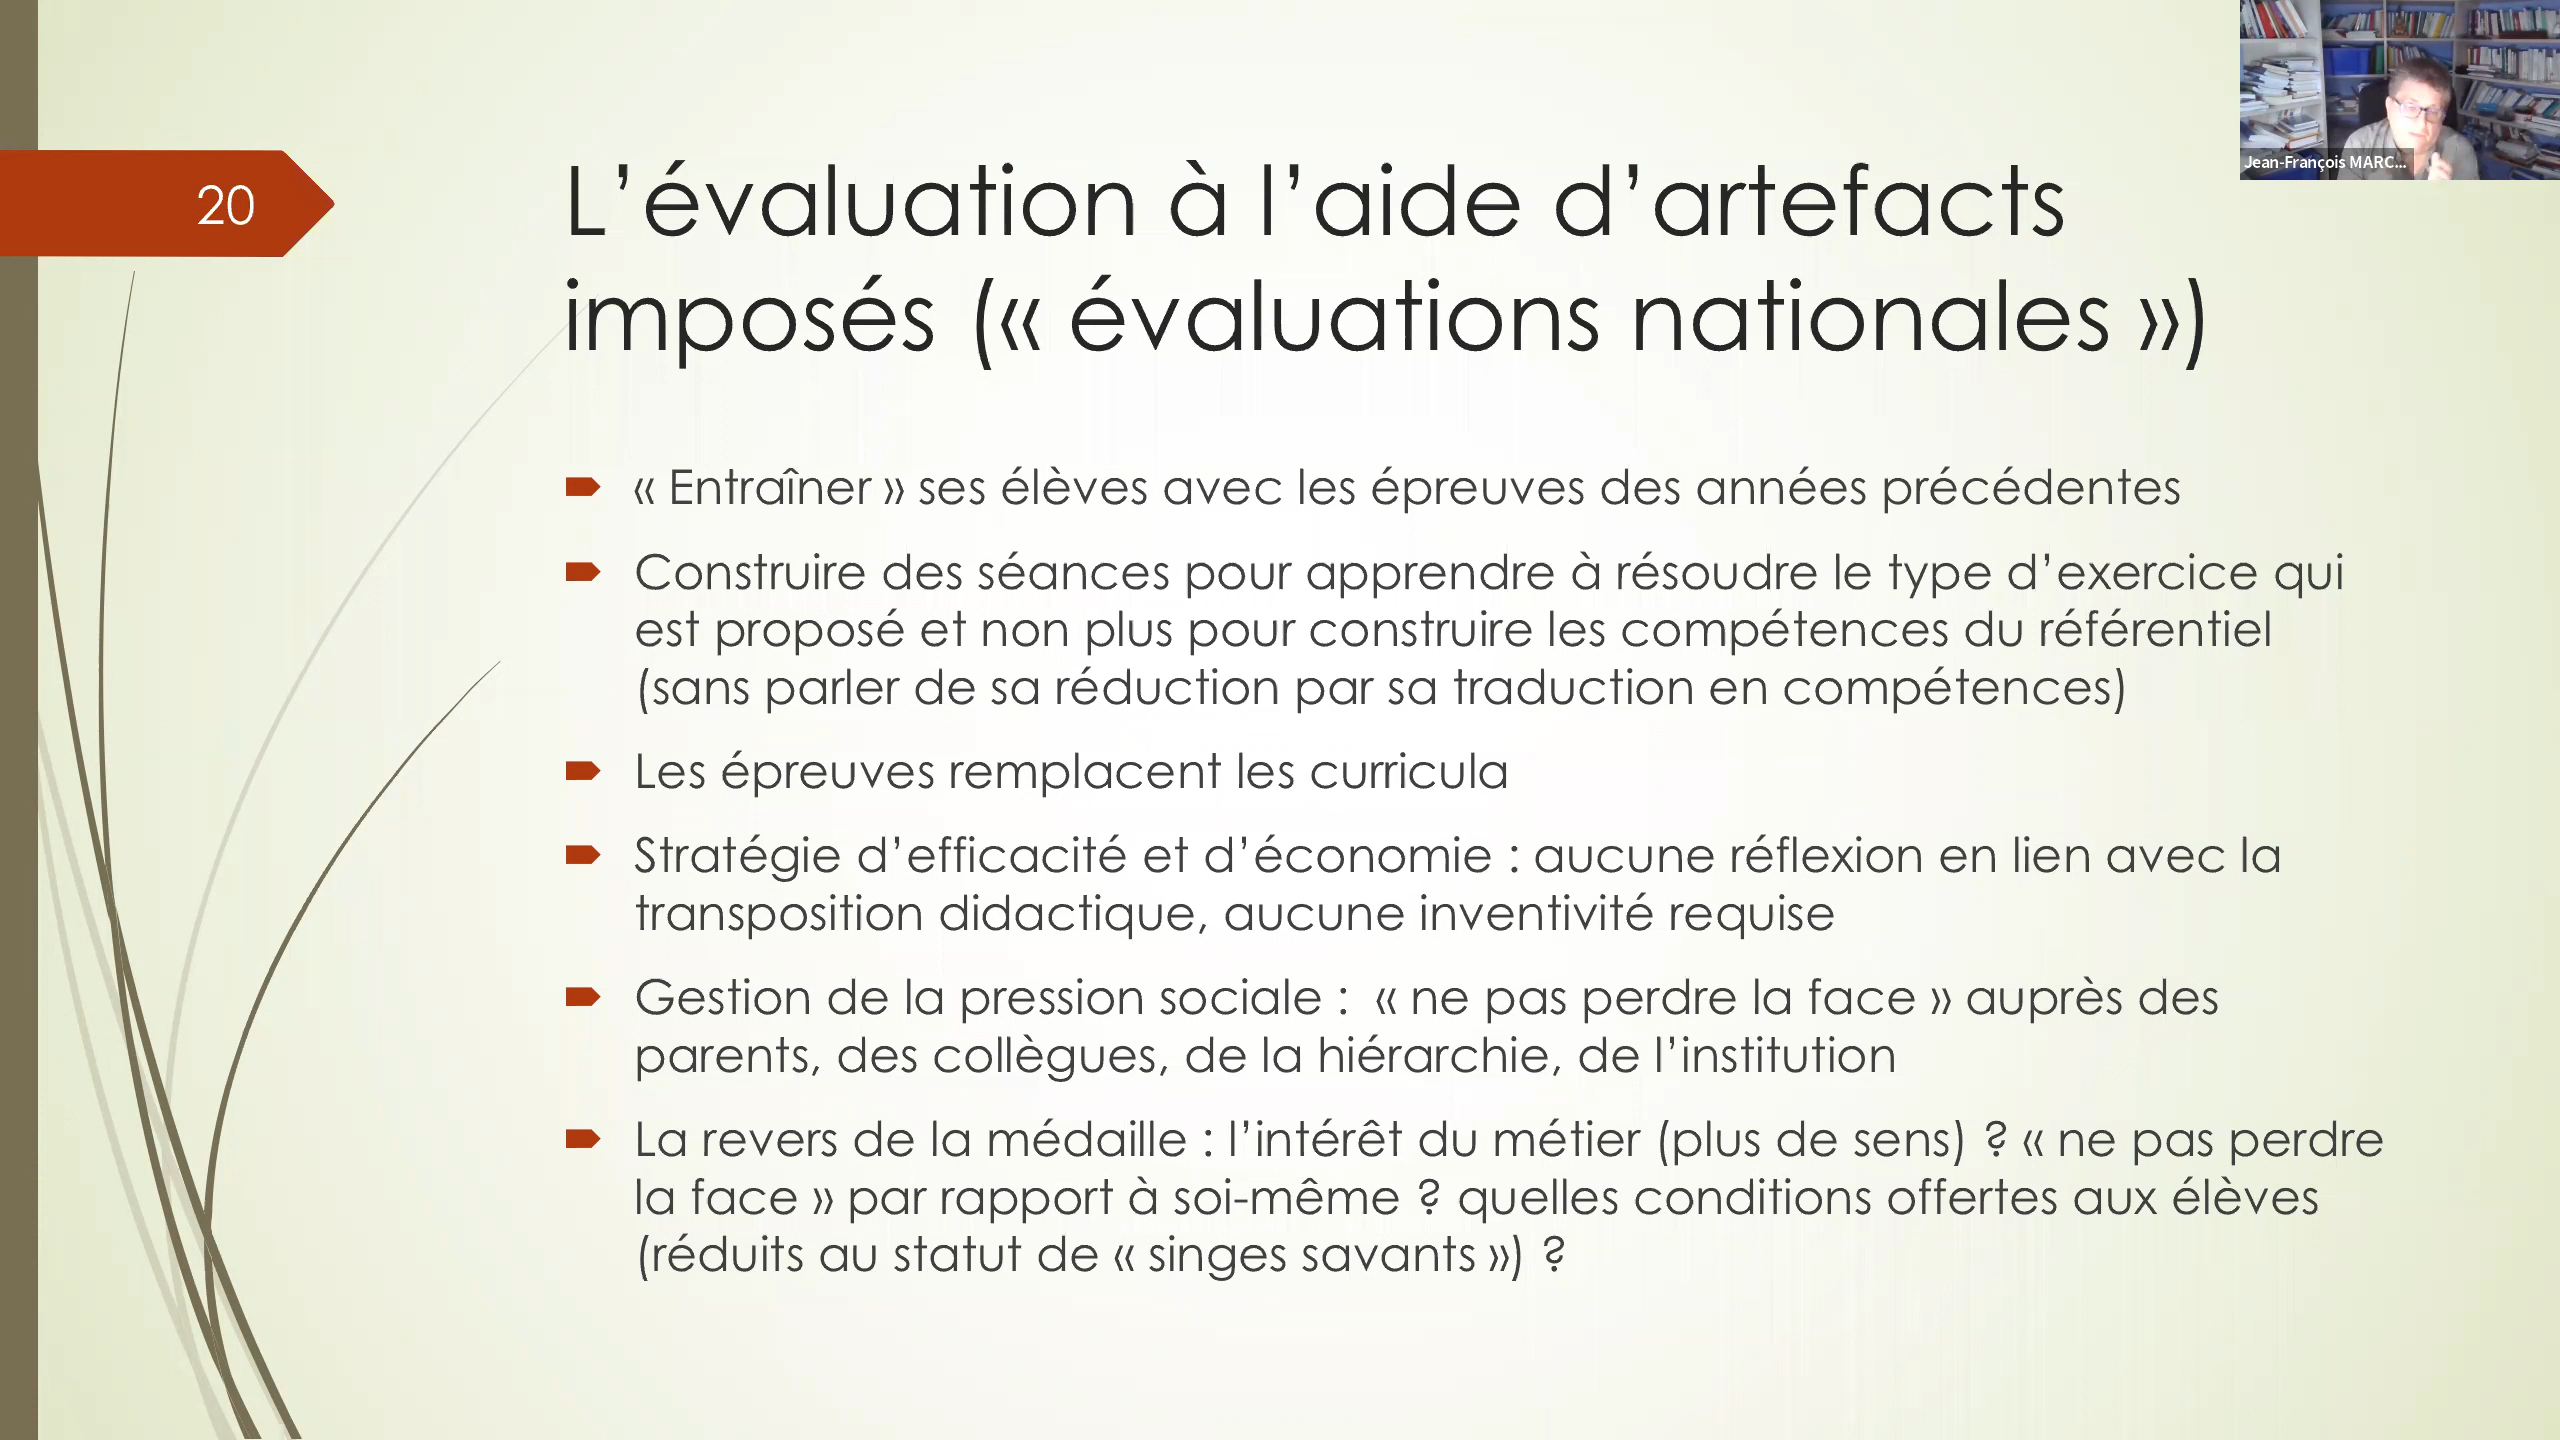 Jean-François MARC...
20
L’évaluation à l’aide d’artefacts
imposés (« évaluations nationales »)
« Entraîner » ses élèves avec les épreuves des années précédentes
Construire des séances pour apprendre à résoudre le type d’exercice qui
est proposé et non plus pour construire les compétences du référentiel
(sans parler de sa réduction par sa traduction en compétences)
Les épreuves remplacent les curricula
Stratégie d’efficacité et d’économie : aucune réflexion en lien avec la
transposition didactique, aucune inventivité requise
Gestion de la pression sociale :  « ne pas perdre la face » auprès des
parents, des collègues, de la hiérarchie, de l’institution
La revers de la médaille : l’intérêt du métier (plus de sens) ? « ne pas perdre
la face » par rapport à soi-même ? quelles conditions offertes aux élèves
(réduits au statut de « singes savants ») ?